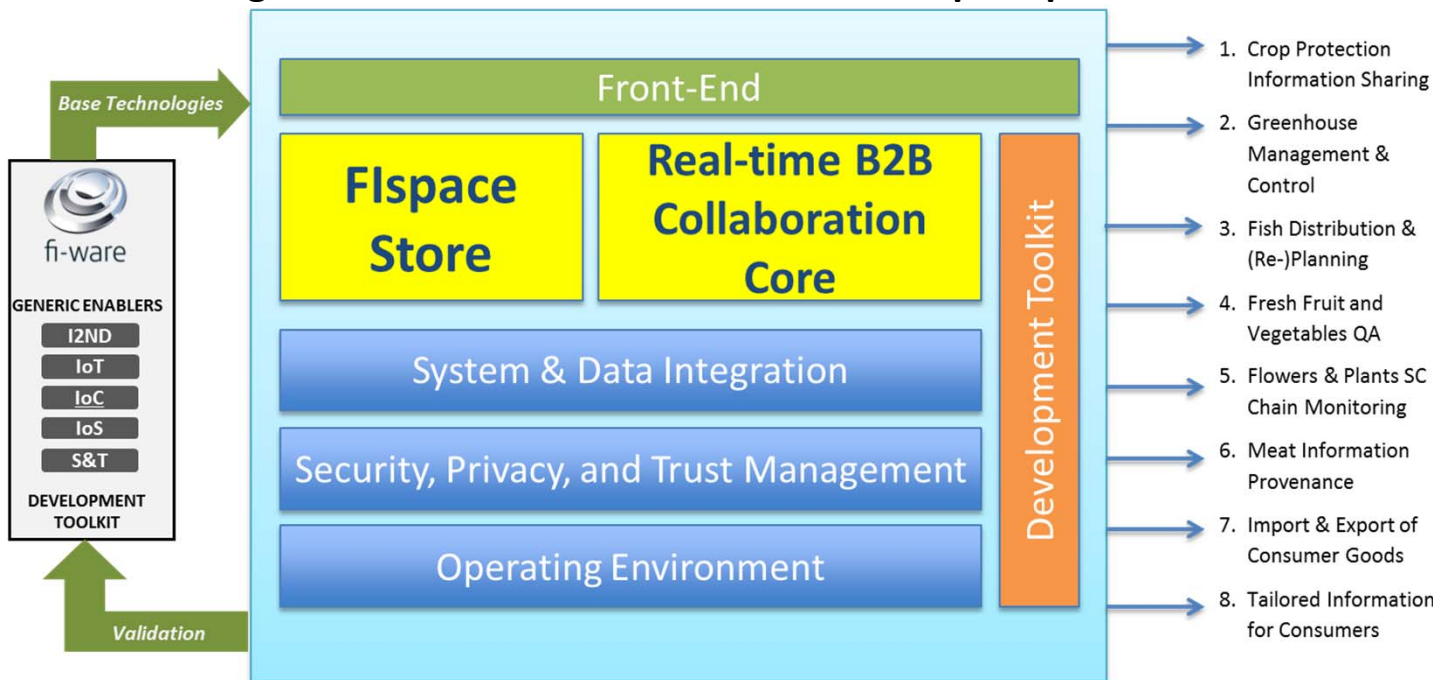 Base Technologies
fi-ware
GENERIC ENABLERS
I2ND
IoT
IoC
IoS
S&T
DEVELOPMENT
TOOLKIT
Validation
Front-End
FIspace
Store
Real-time B2B
Collaboration
Core
System & Data Integration
Security, Privacy, and Trust Management
Operating Environment
Development Toolkit
1. Crop Protection
Information Sharing
2. Greenhouse
Management &
Control
3. Fish Distribution &
(Re-)Planning
4. Fresh Fruit and
Vegetables QA
5. Flowers & Plants SC
Chain Monitoring
6. Meat Information
Provenance
7. Import & Export of
Consumer Goods
8. Tailored Information
for Consumers